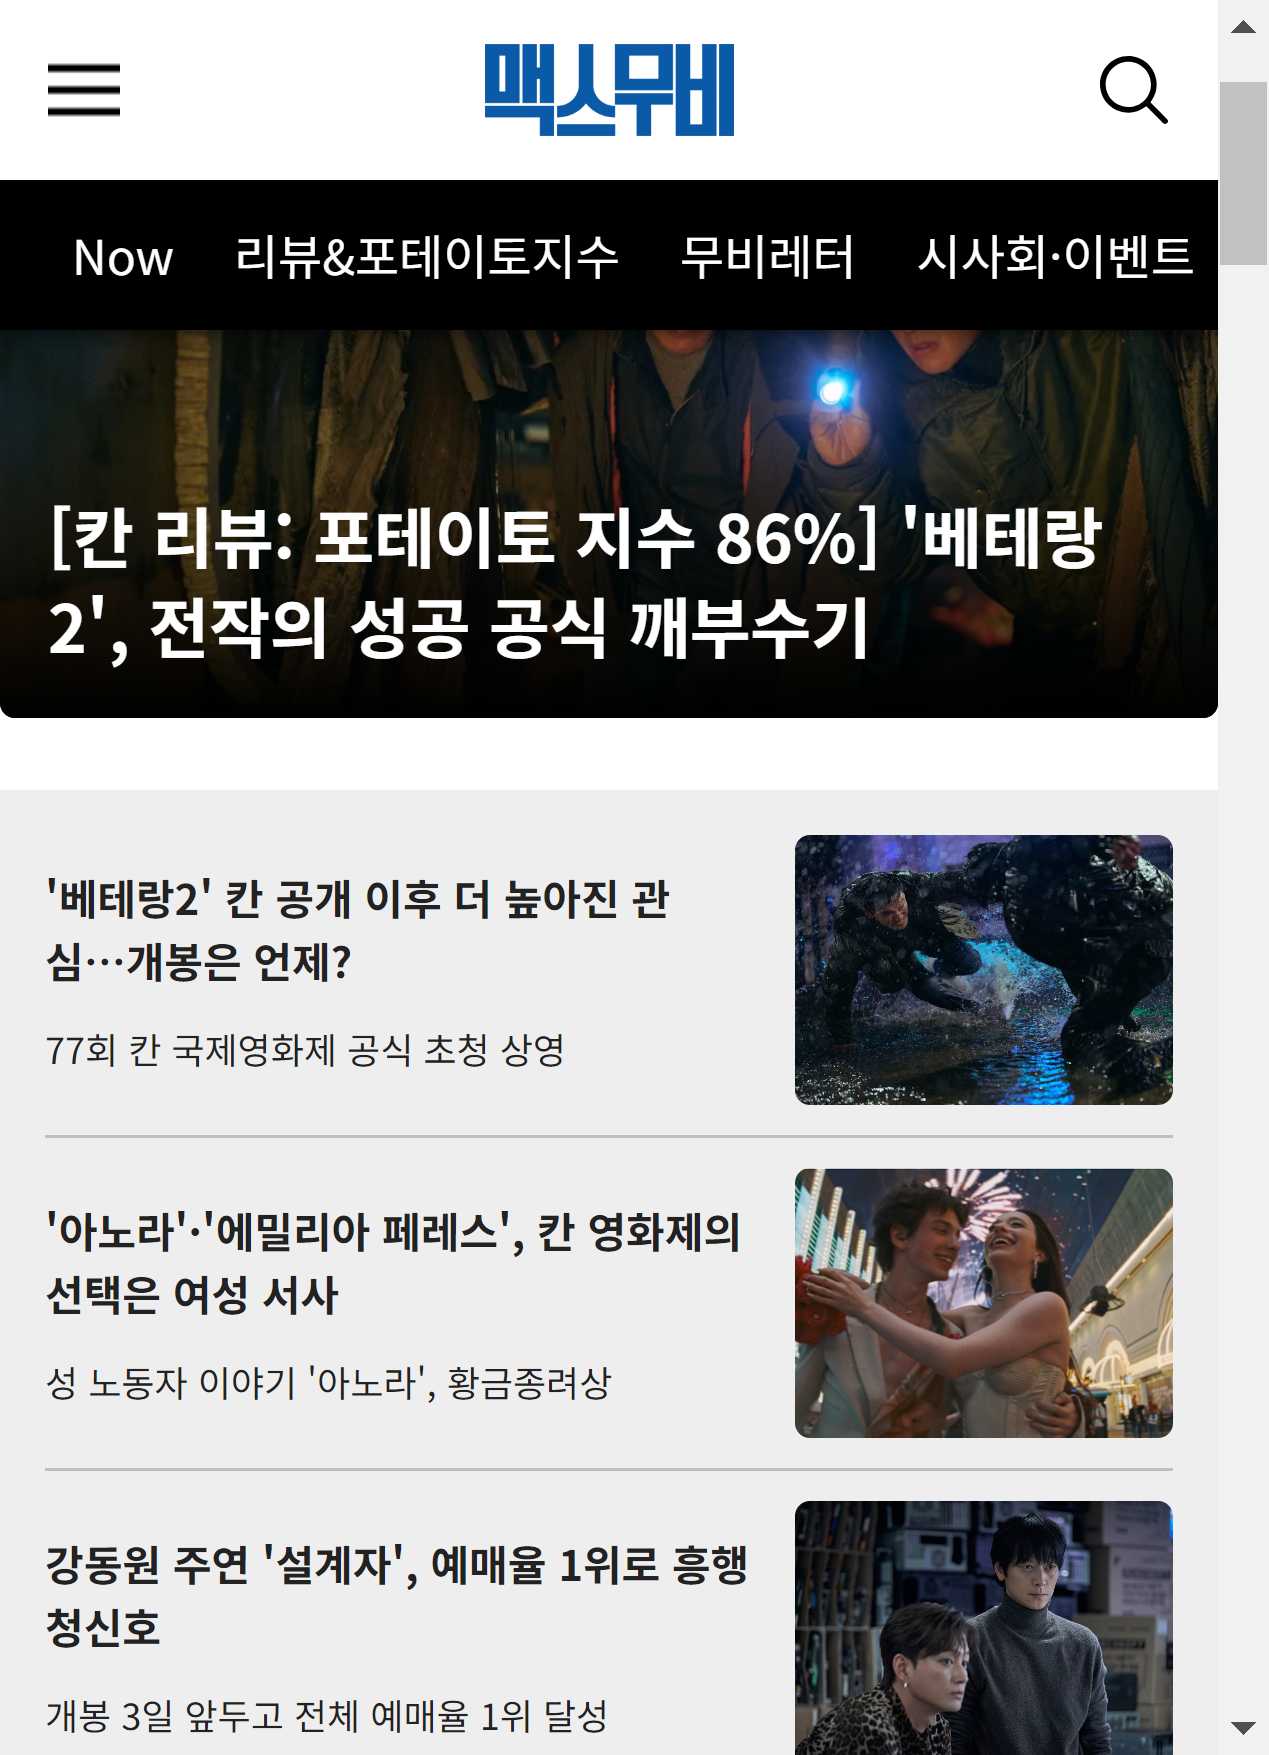 맥스무비
Now 리뷰&포테이토지수 무비레터 시사회·이벤트
[칸 리뷰: 포테이토 지수 86%] '베테랑
2', 전작의 성공 공식 깨부수기
'베테랑2' 칸 공개 이후 더 높아진 관
심…개봉은 언제?
77회 칸 국제영화제 공식 초청 상영
'아노라'·'에밀리아 페레스', 칸 영화제의
선택은 여성 서사
성 노동자 이야기 '아노라', 황금종려상
강동원 주연 '설계자', 예매율 1위로 흥행
청신호
개봉 3일 앞두고 전체 예매율 1위 달성